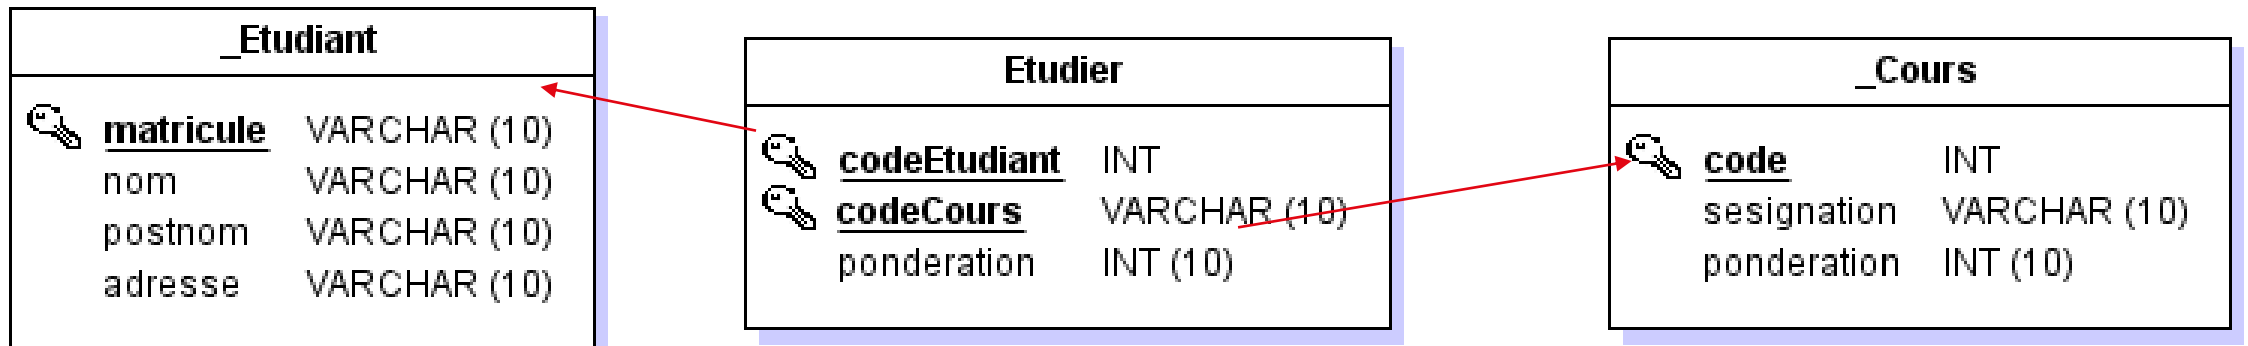 _Etudiant
matricule VARCHAR (10)
nom VARCHAR (10)
postnom VARCHAR (10)
adresse VARCHAR (10)
Etudier
codeEtudiant INT
codeCours VARCHAR (10)
ponderation INT (10)
_Cours
code INT
sesignation VARCHAR (10)
ponderation INT (10)